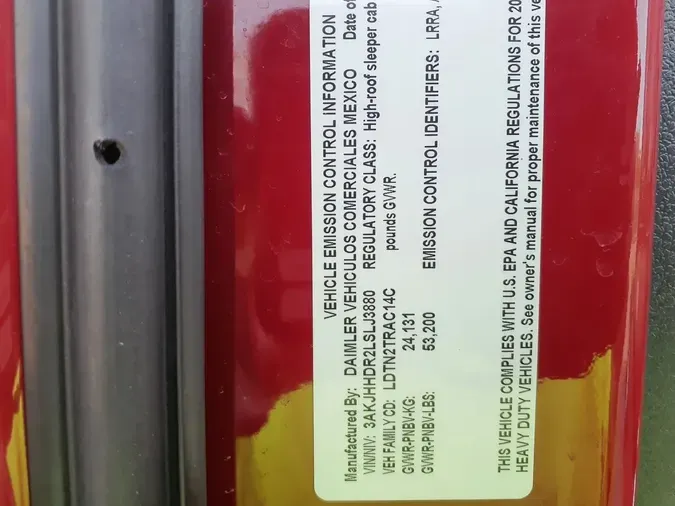 VEHICLE EMISSION CONTROL INFORMATION
Manufactured By: DAIMLER VEHICULOS COMERCIALES MEXICO Date of
VIN/NIV: 3AKJHHDR2LSLJ3880 REGULATORY CLASS: High-roof sleeper cab
VEH FAMILY CD: LDTN2TRAC14C pounds GVWR.
GVWR-PNBV-KG: 24,131
GVWR-PNBV-LBS: 53,200 EMISSION CONTROL IDENTIFIERS: LRRA,
THIS VEHICLE COMPLIES WITH U.S. EPA AND CALIFORNIA REGULATIONS FOR 20
HEAVY DUTY VEHICLES. See owner's manual for proper maintenance of this ve